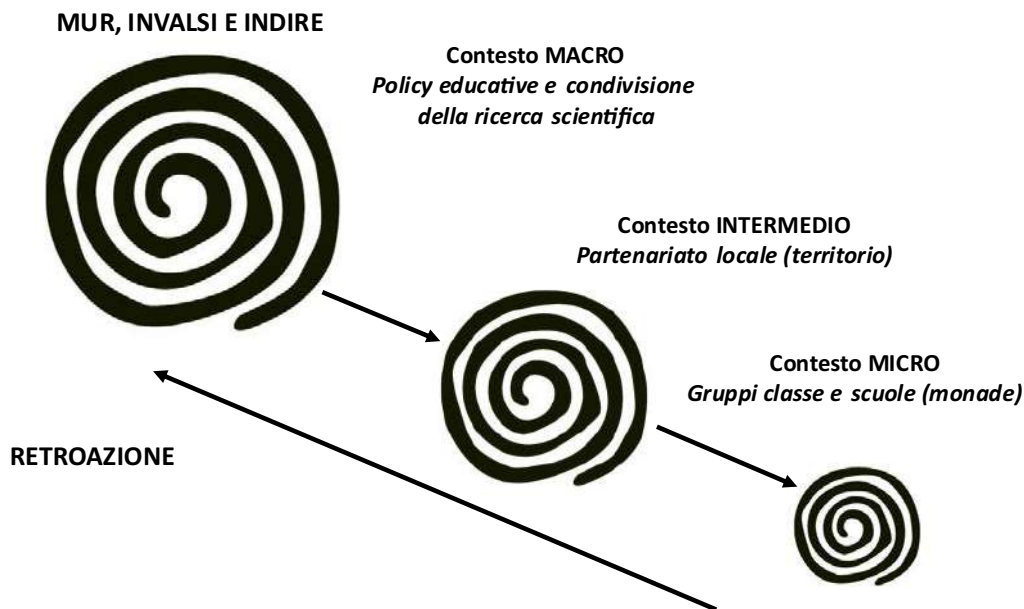 MUR, INVALSI E INDIRE
Contesto MACRO
Policy educative e condivisione
della ricerca scientifica
Contesto INTERMEDIO
Partenariato locale (territorio)
Contesto MICRO
Gruppi classe e scuole (monade)
RETROAZIONE